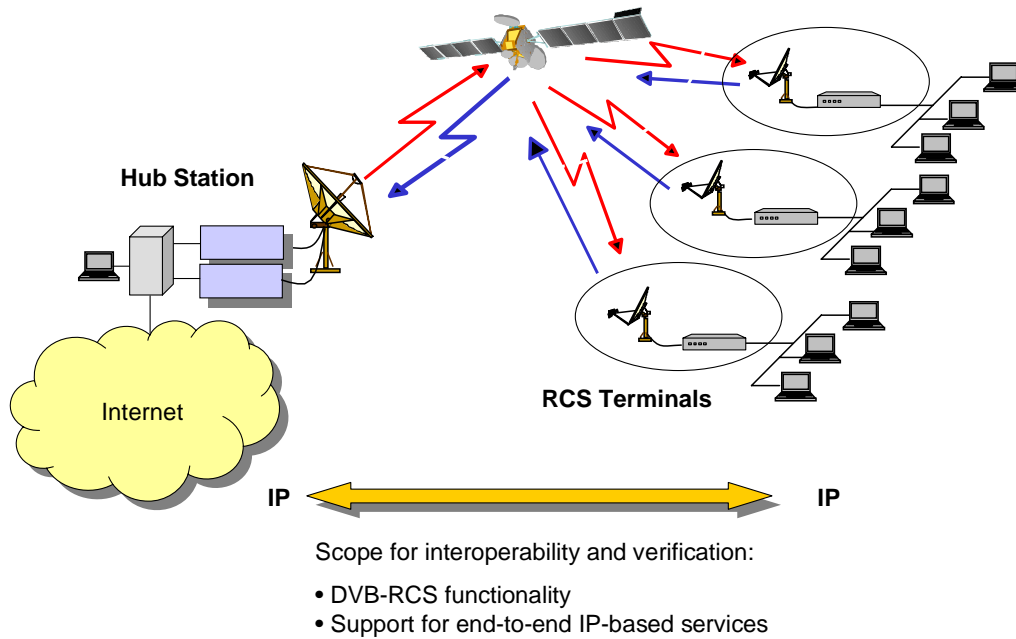 Hub Station
Internet
RCS Terminals
IP
IP
Scope for interoperability and verification:
• DVB-RCS functionality
• Support for end-to-end IP-based services